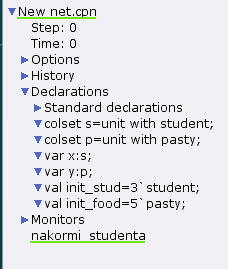 New net.cpn
Step: 0
Time: 0
Options
History
Declarations
Standard declarations
colset s=unit with student;
colset p=unit with pasty;
var x:s;
var y:p;
val init_stud=3`student;
val init_food=5`pasty;
Monitors
nakormi_studenta